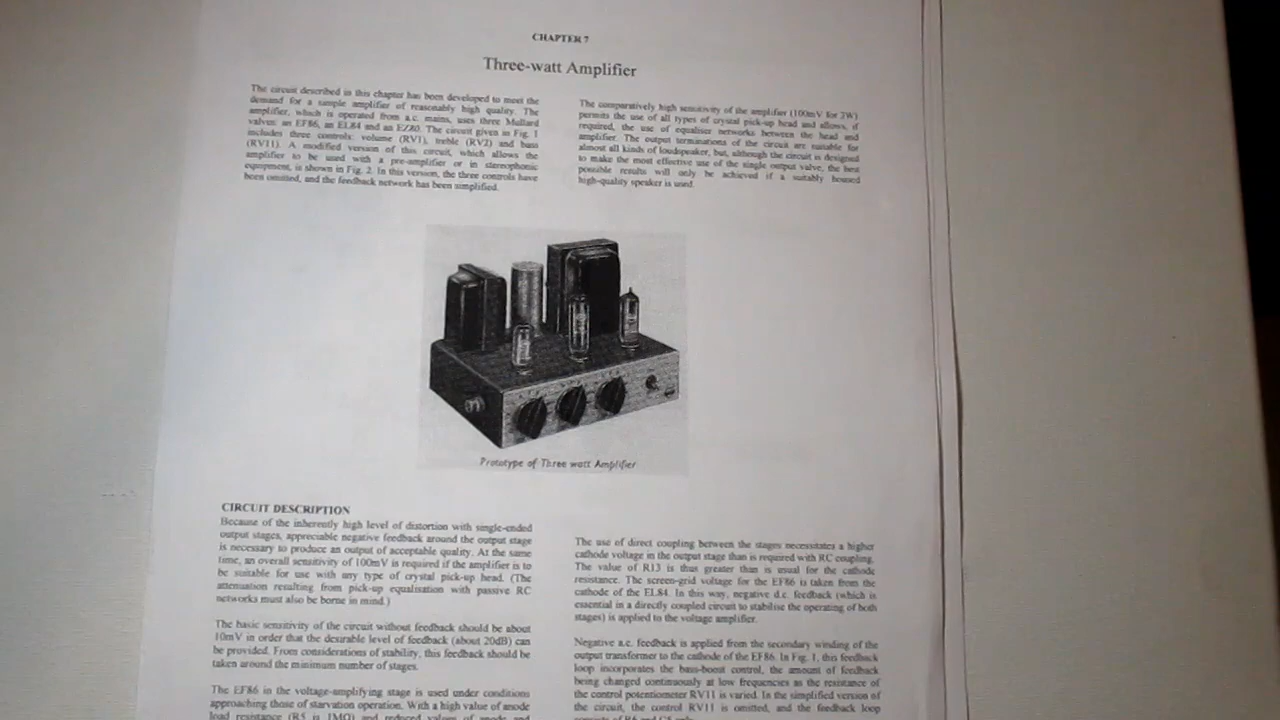 CHAPTER 7
Three-watt Amplifier
The circuit described in this chapter has been developed to meet the
demand for a simple amplifier of reasonably high quality. The
amplifier, which is operated from a.c. mains, uses three Mullard
valves: an EF86, an EL84 and an EZ80. The circuit given in Fig. 1
includes three controls: volume (RV1), treble (RV2) and bass
(RV11). A modified version of this circuit, which allows the
amplifier to be used with a pre-amplifier or in stereophonic
equipment, is shown in Fig. 2. In this version, the three controls have
been omitted, and the feedback network has been simplified.
The comparatively high sensitivity of the amplifier (100mV for 3W)
permits the use of all types of crystal pick-up head and allows, if
required, the use of equaliser networks between the head and
amplifier. The output terminations of the circuit are suitable for
almost all kinds of loudspeaker, but, although the circuit is designed
to make the most effective use of the single output valve, the best
possible results will only be achieved if a suitably housed
high-quality speaker is used.
Prototype of Three watt Amplifier
CIRCUIT DESCRIPTION
Because of the inherently high level of distortion with single-ended
output stages, appreciable negative feedback around the output stage
is necessary to produce an output of acceptable quality. At the same
time, an overall sensitivity of 100mV is required if the amplifier is to
be suitable for use with any type of crystal pick-up head. (The
attenuation resulting from pick-up equalisation with passive RC
networks must also be borne in mind.)
The basic sensitivity of the circuit without feedback should be about
10mV in order that the desirable level of feedback (about 20dB) can
be provided. From considerations of stability, this feedback should be
taken around the minimum number of stages.
The EF86 in the voltage-amplifying stage is used under conditions
approaching those of starvation operation. With a high value of anode
load resistance (R5 is 1MΩ) and reduced values of anode and
The use of direct coupling between the stages necessitates a higher
cathode voltage in the output stage than is required with RC coupling.
The value of R13 is thus greater than is usual for the cathode
resistance. The screen-grid voltage for the EF86 is taken from the
cathode of the EL84. In this way, negative d.c. feedback (which is
essential in a directly coupled circuit to stabilise the operating of both
stages) is applied to the voltage amplifier.
Negative a.c. feedback is applied from the secondary winding of the
output transformer to the cathode of the EF86. In Fig. 1, this feedback
loop incorporates the bass-boost control, the amount of feedback
being changed continuously at low frequencies as the resistance of
the control potentiometer RV11 is varied. In the simplified version of
the circuit, the control RV11 is omitted, and the feedback loop